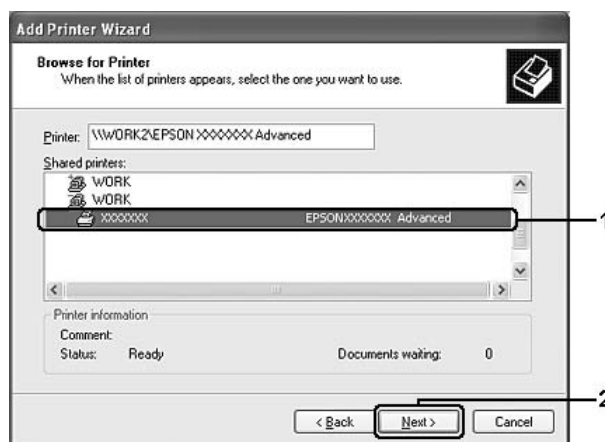 Add Printer Wizard
Browse for Printer
When the list of printers appears, select the one you want to use.
Printer: \\WORK2\EPSON XXXXXXX Advanced
Shared printers:
WORK
WORK
XXXXXXX EPSONXXXXXXX Advanced
1
Printer information
Comment:
Status: Ready Documents waiting: 0
2
< Back Next > Cancel